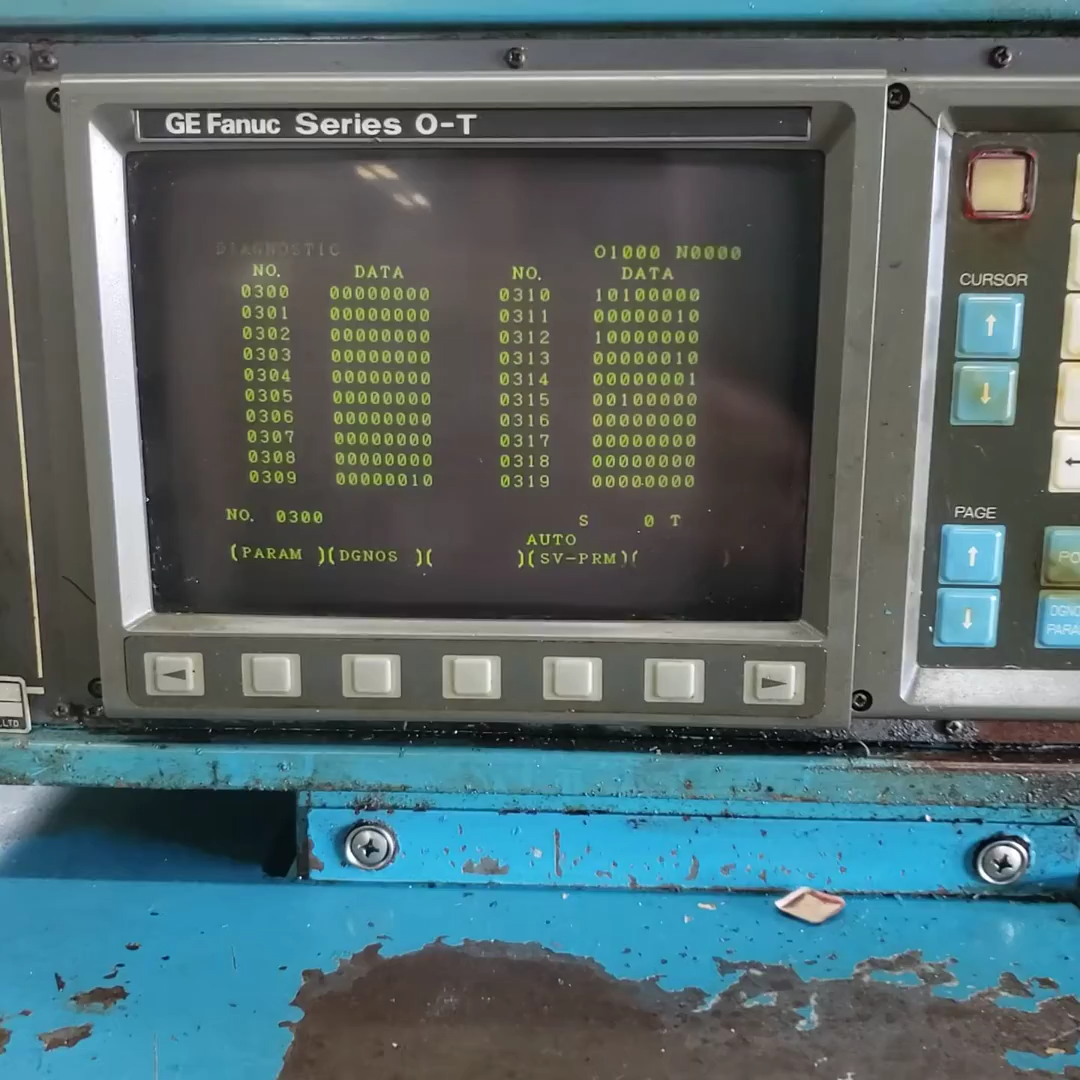 GE Fanuc Series O-T
DIAGNOSTIC O1000 N0000
NO. DATA NO. DATA
0300 00000000 0310 10100000
0301 00000000 0311 00000010
0302 00000000 0312 10000000
0303 00000000 0313 00000010
0304 00000000 0314 00000001
0305 00000000 0315 00100000
0306 00000000 0316 00000000
0307 00000000 0317 00000000
0308 00000000 0318 00000000
0309 00000010 0319 00000000
NO. 0300 S 0 T
AUTO
(PARAM )(DGNOS )( )(SV-PRM)( )
CURSOR
↑
↓
PAGE
↑
↓
LTD